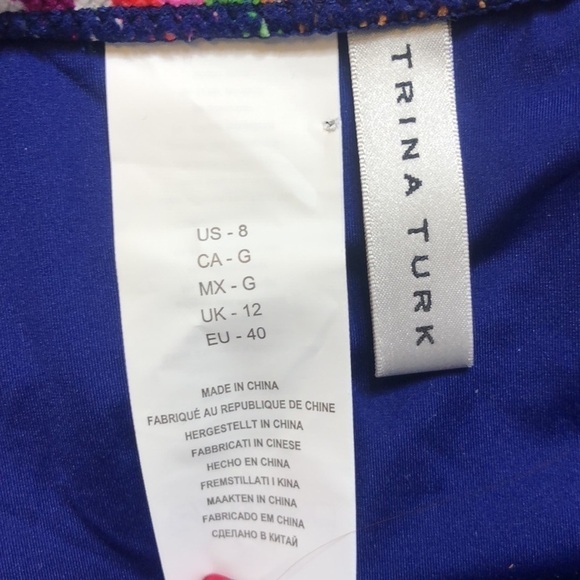 US - 8
CA - G
MX - G
UK - 12
EU - 40
MADE IN CHINA
FABRIQUÉ AU REPUBLIQUE DE CHINE
HERGESTELLT IN CHINA
FABBRICATI IN CINESE
HECHO EN CHINA
FREMSTILLATI I KINA
MAAKTEN IN CHINA
FABRICADO EM CHINA
СДЕЛАНО В КИТАЙ
TRINA TURK